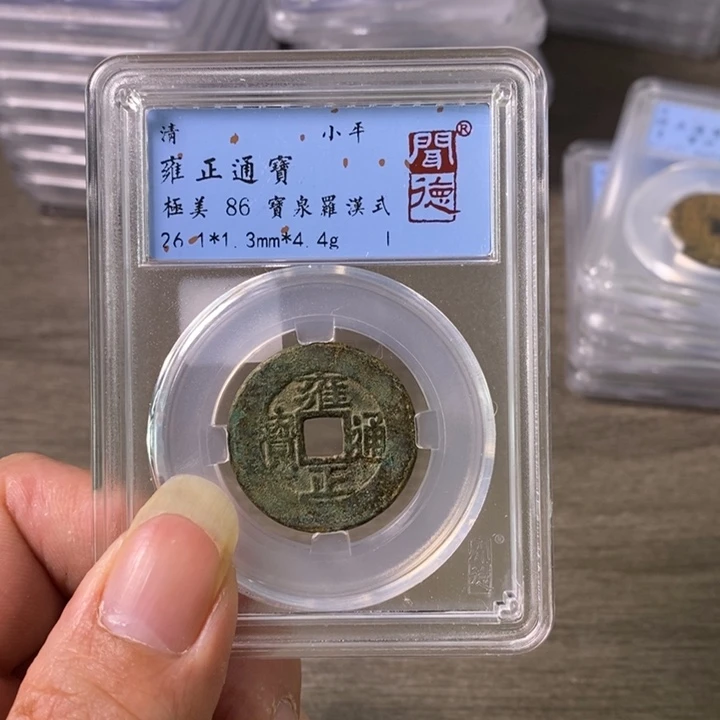 清 小平
雍正通寶
極美 86 寶泉羅漢式
26.1*1.3mm*4.4g
聞德®
雍正通寶